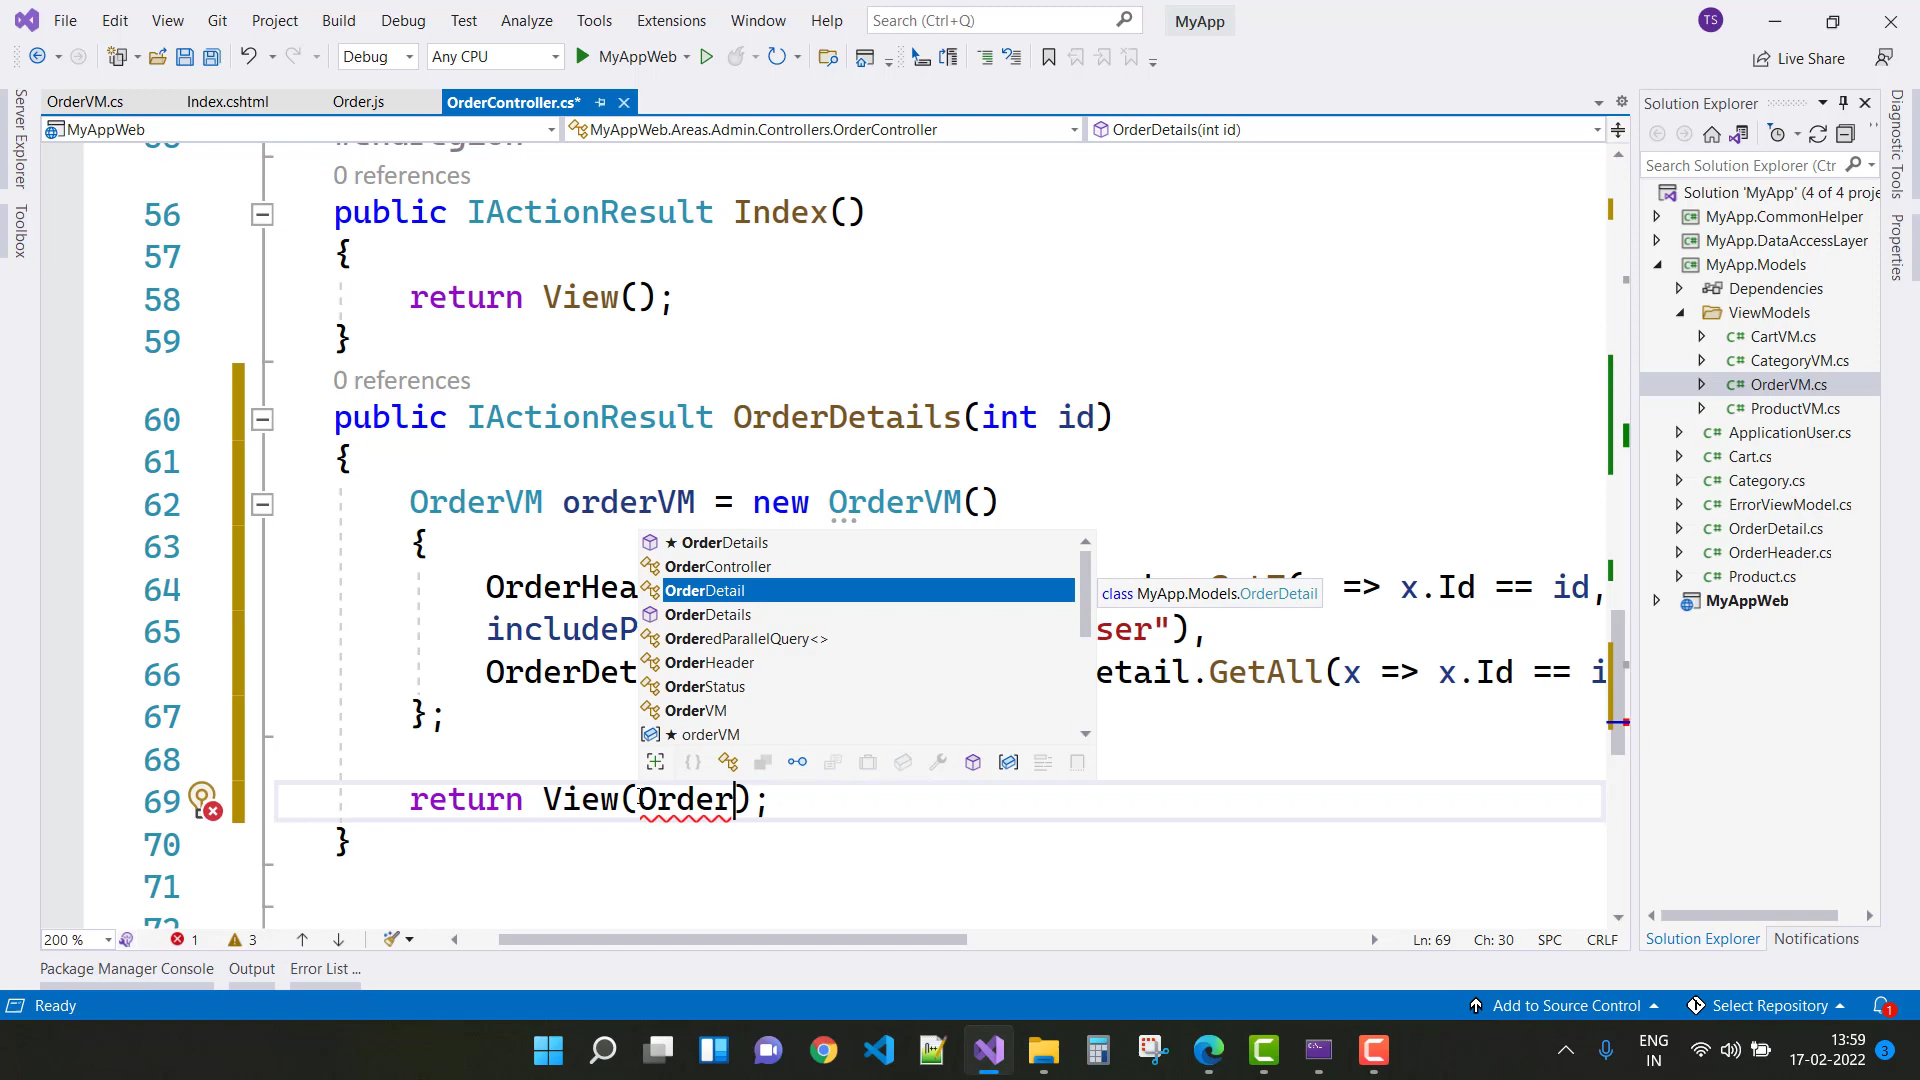 File Edit View Git Project Build Debug Test Analyze Tools Extensions Window Help Search (Ctrl+Q) MyApp TS
Debug Any CPU MyAppWeb Live Share
OrderVM.cs Index.cshtml Order.js OrderController.cs*
MyAppWeb MyAppWeb.Areas.Admin.Controllers.OrderController OrderDetails(int id)
0 references
56 public IActionResult Index()
57 {
58 return View();
59 }
0 references
60 public IActionResult OrderDetails(int id)
61 {
62 OrderVM orderVM = new OrderVM()
63 {
64 OrderHea => x.Id == id,
65 includeP ser"),
66 OrderDet etail.GetAll(x => x.Id == i
67 };
68
69 return View(Order);
70 }
71
★ OrderDetails
OrderController
OrderDetail
OrderDetails
OrderedParallelQuery<>
OrderHeader
OrderStatus
OrderVM
★ orderVM
class MyApp.Models.OrderDetail
200 % 1 3 Ln: 69 Ch: 30 SPC CRLF
Package Manager Console Output Error List ...
Server Explorer
Toolbox
Solution Explorer
Search Solution Explorer (Ctr
Solution 'MyApp' (4 of 4 proje
MyApp.CommonHelper
MyApp.DataAccessLayer
MyApp.Models
Dependencies
ViewModels
C# CartVM.cs
C# CategoryVM.cs
C# OrderVM.cs
C# ProductVM.cs
C# ApplicationUser.cs
C# Cart.cs
C# Category.cs
C# ErrorViewModel.cs
C# OrderDetail.cs
C# OrderHeader.cs
C# Product.cs
MyAppWeb
Solution Explorer Notifications
Diagnostic Tools
Properties
Ready Add to Source Control Select Repository 1
ENG
IN
13:59
17-02-2022
3